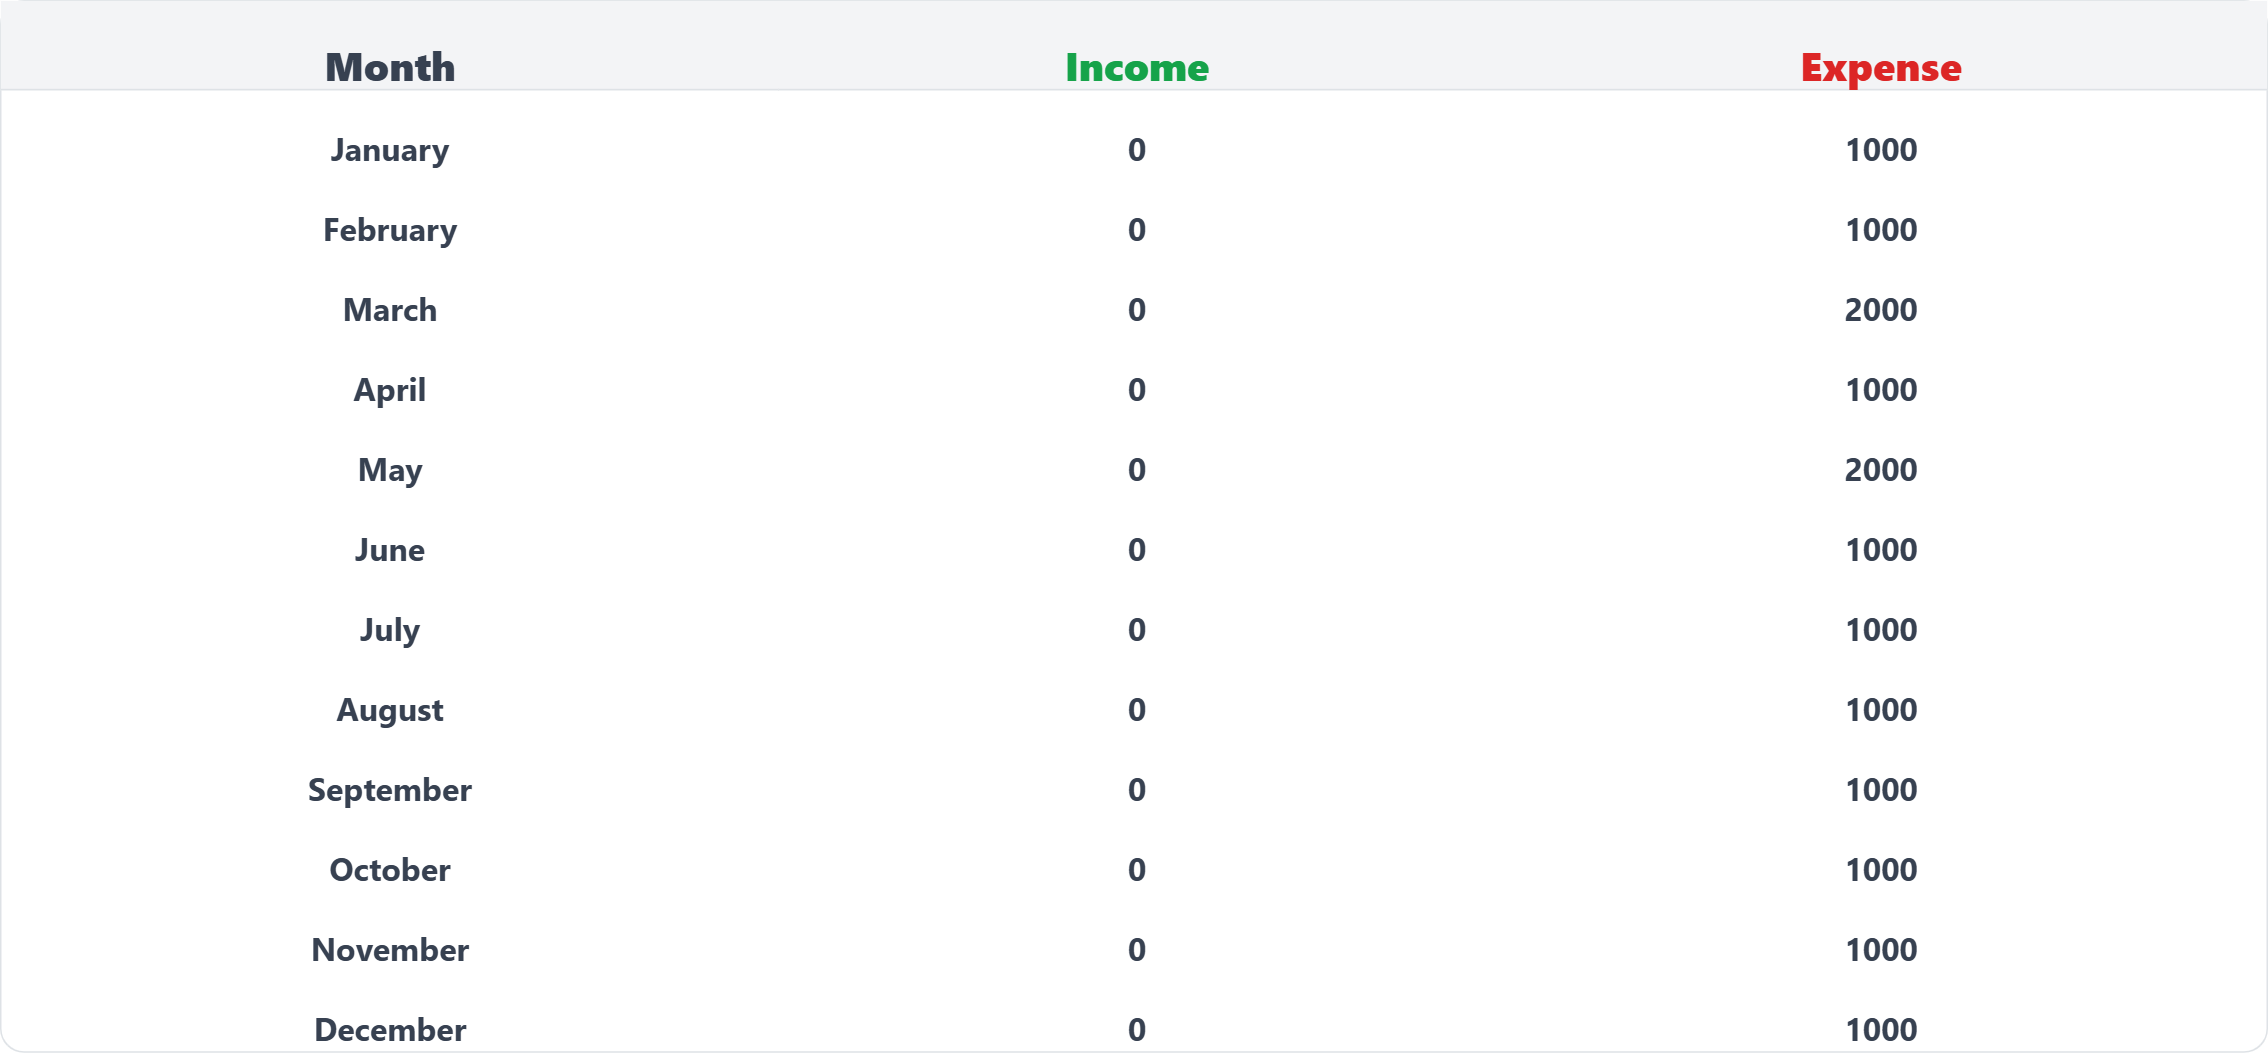 Month Income Expense
January 0 1000
February 0 1000
March 0 2000
April 0 1000
May 0 2000
June 0 1000
July 0 1000
August 0 1000
September 0 1000
October 0 1000
November 0 1000
December 0 1000